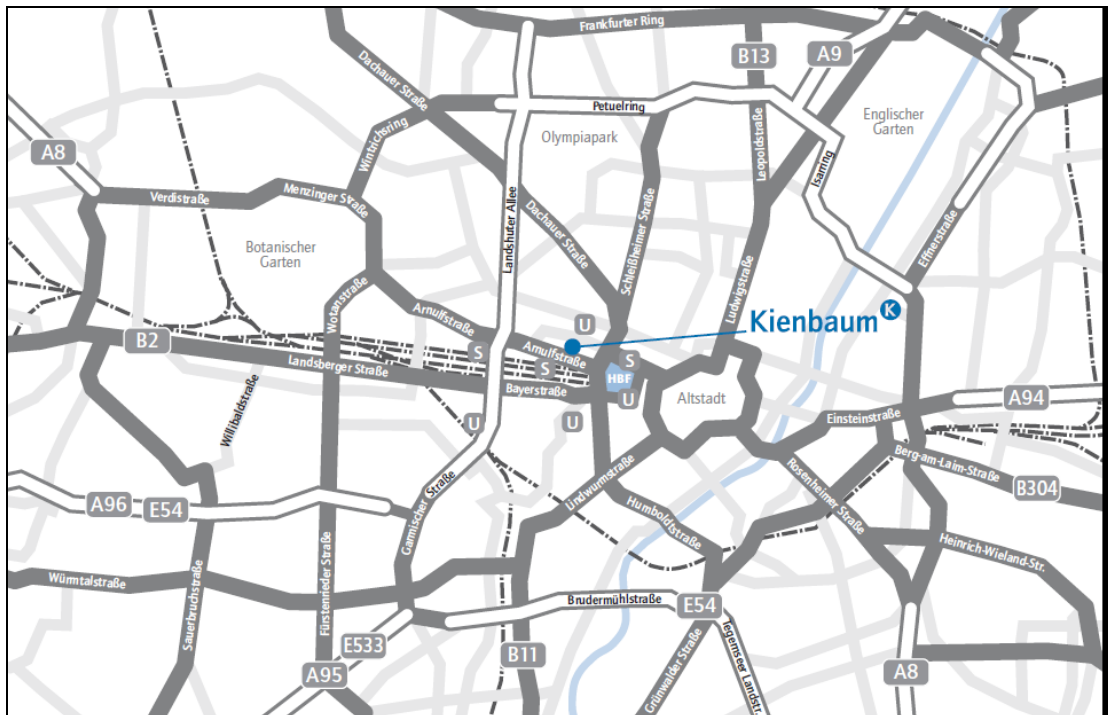 Frankfurter Ring
B13
A9
Dachauer Straße
Petuelring
Englischer
Garten
Olympiapark
Wintrichsring
A8
Leopoldstraße
Isarring
Verdistraße
Menzinger Straße
Landshuter Allee
Dachauer Straße
Schleißheimer Straße
Effnerstraße
Botanischer
Garten
Wotanstraße
Ludwigstraße
Arnulfstraße
U
Kienbaum
K
B2
S
Arnulfstraße
S
Landsberger Straße
S
HBF
Bayerstraße
U
Altstadt
A94
Willibaldstraße
U
U
Einsteinstraße
Berg-am-Laim-Straße
Rosenheimer Straße
B304
Lindwurmstraße
A96
E54
Garmischer Straße
Humboldtstraße
Heinrich-Wieland-Str.
Würmtalstraße
Sauerbruchstraße
Fürstenrieder Straße
Brudermühlstraße
E54
E533
B11
A95
Grünwalder Straße
Tegernseer Landstr.
A8